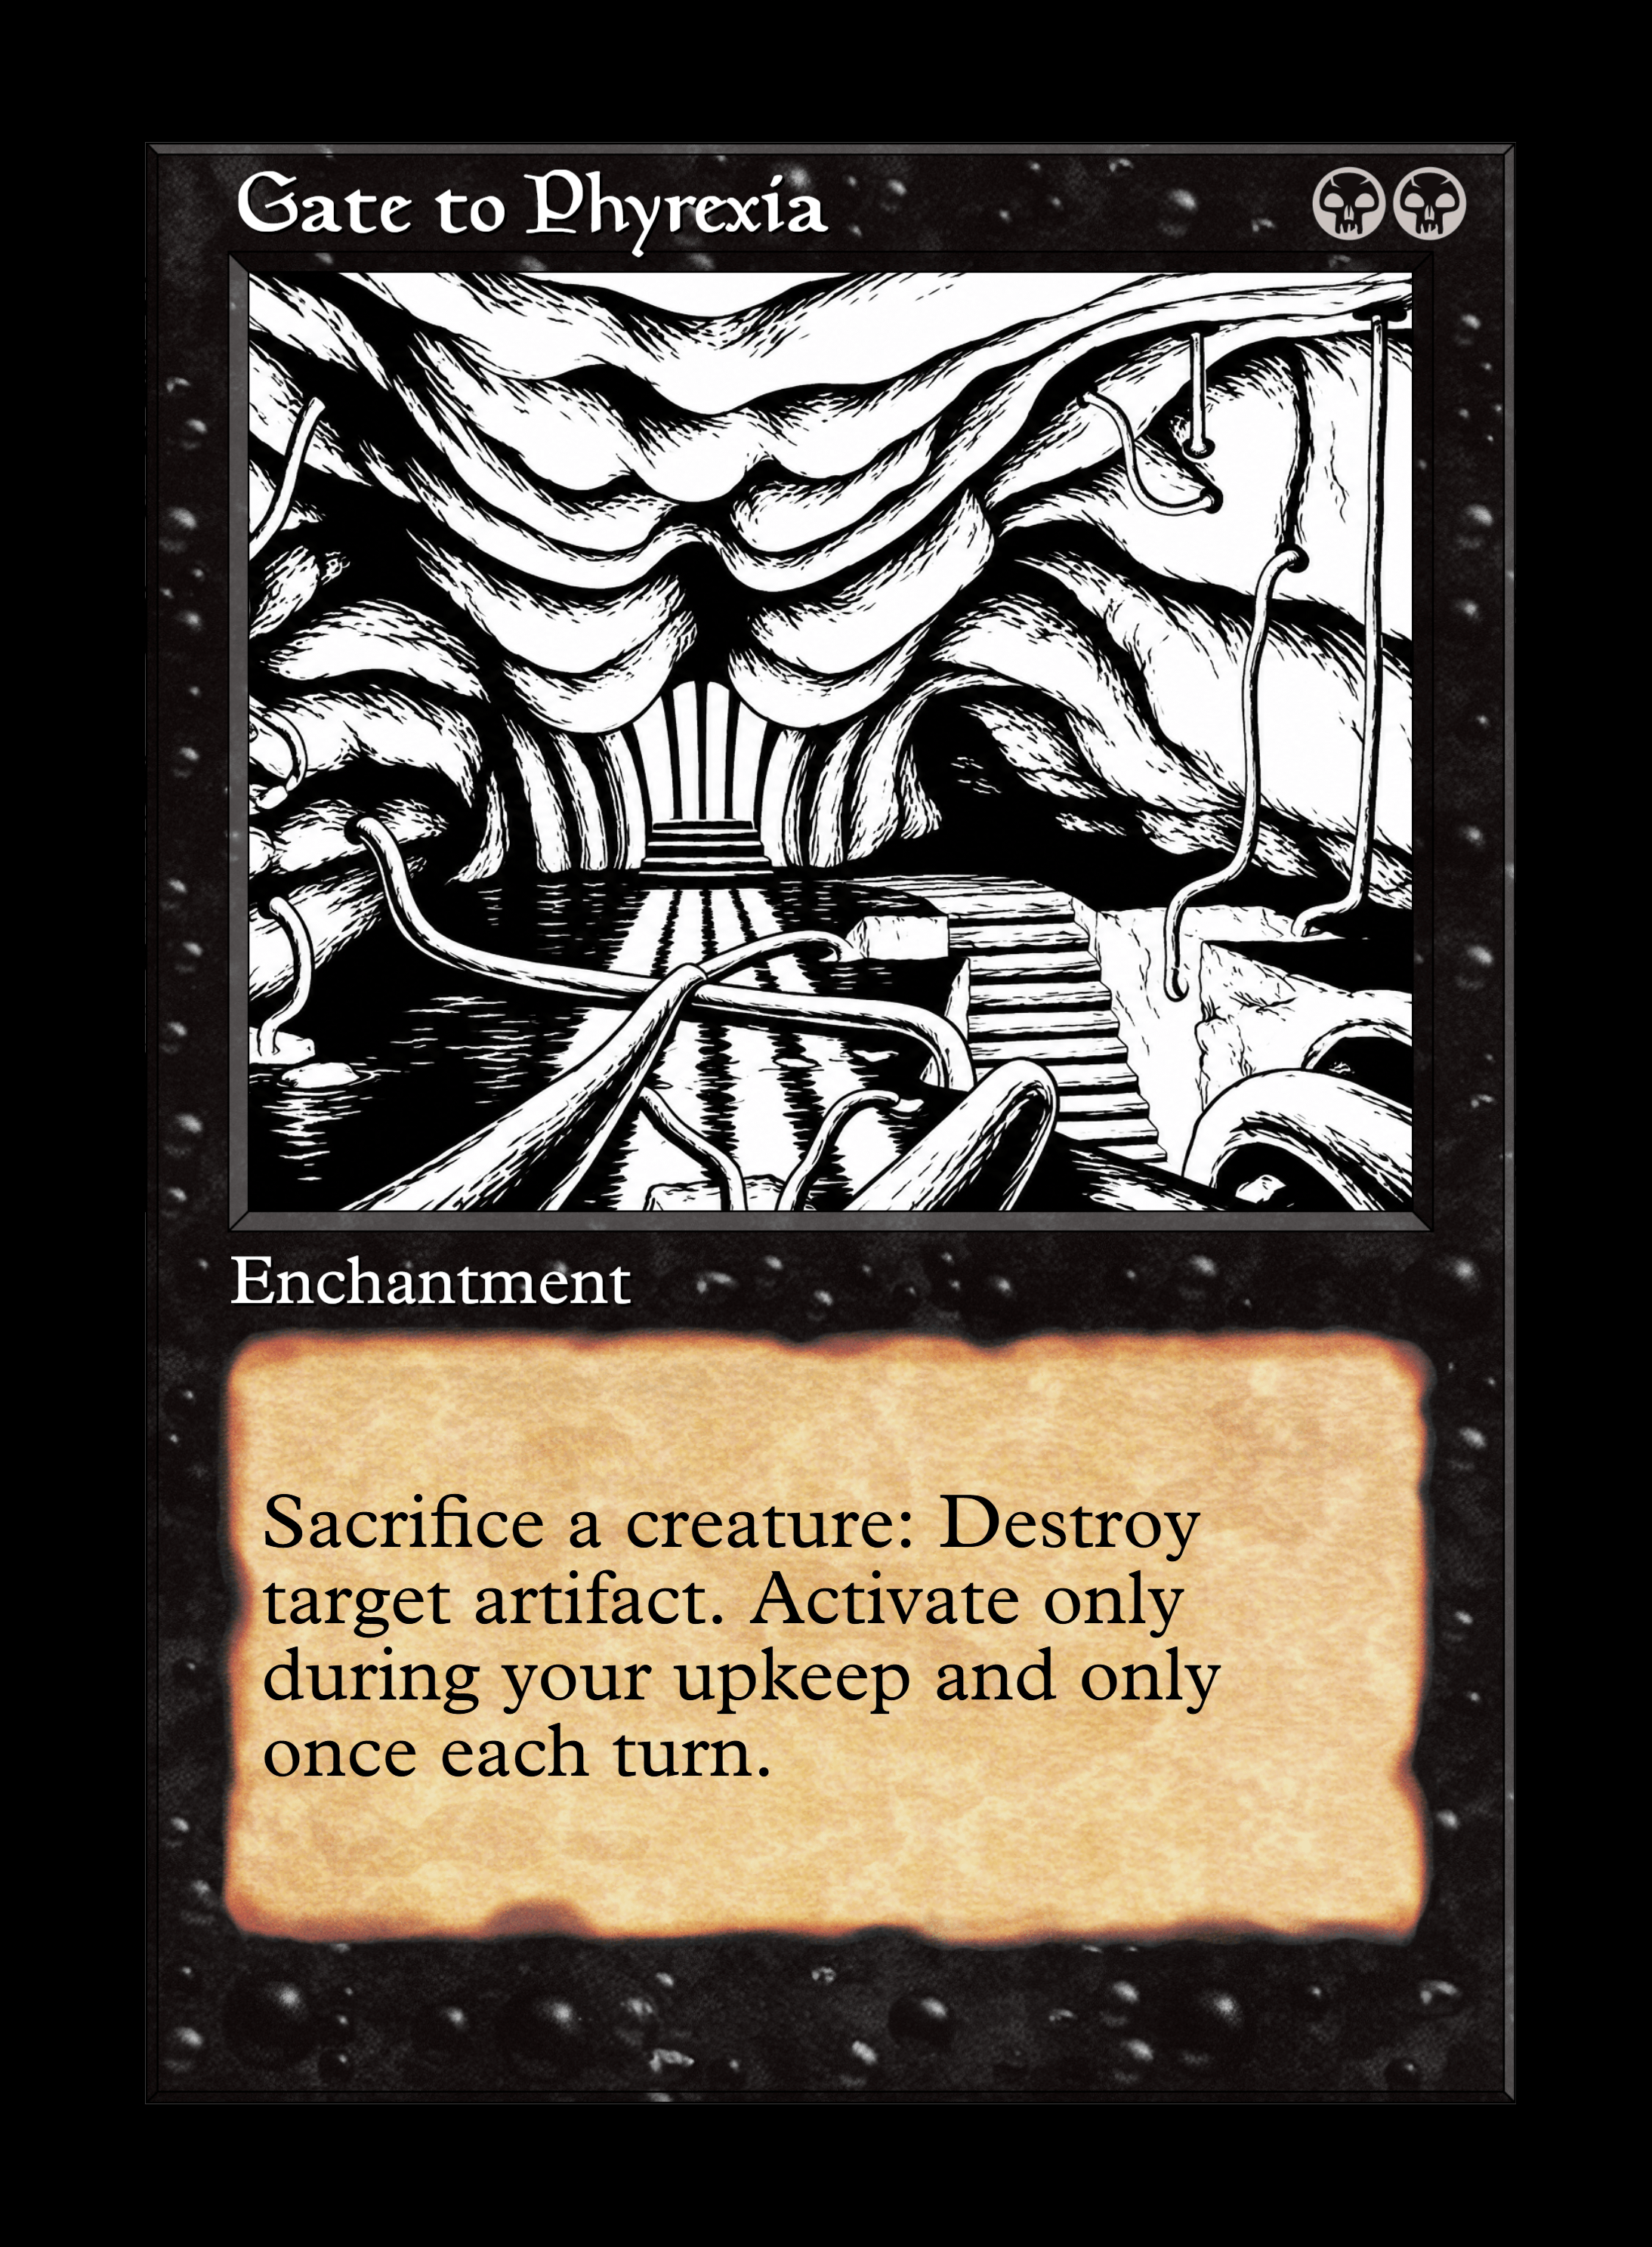 Gate to Phyrexia
Enchantment
Sacrifice a creature: Destroy
target artifact. Activate only
during your upkeep and only
once each turn.